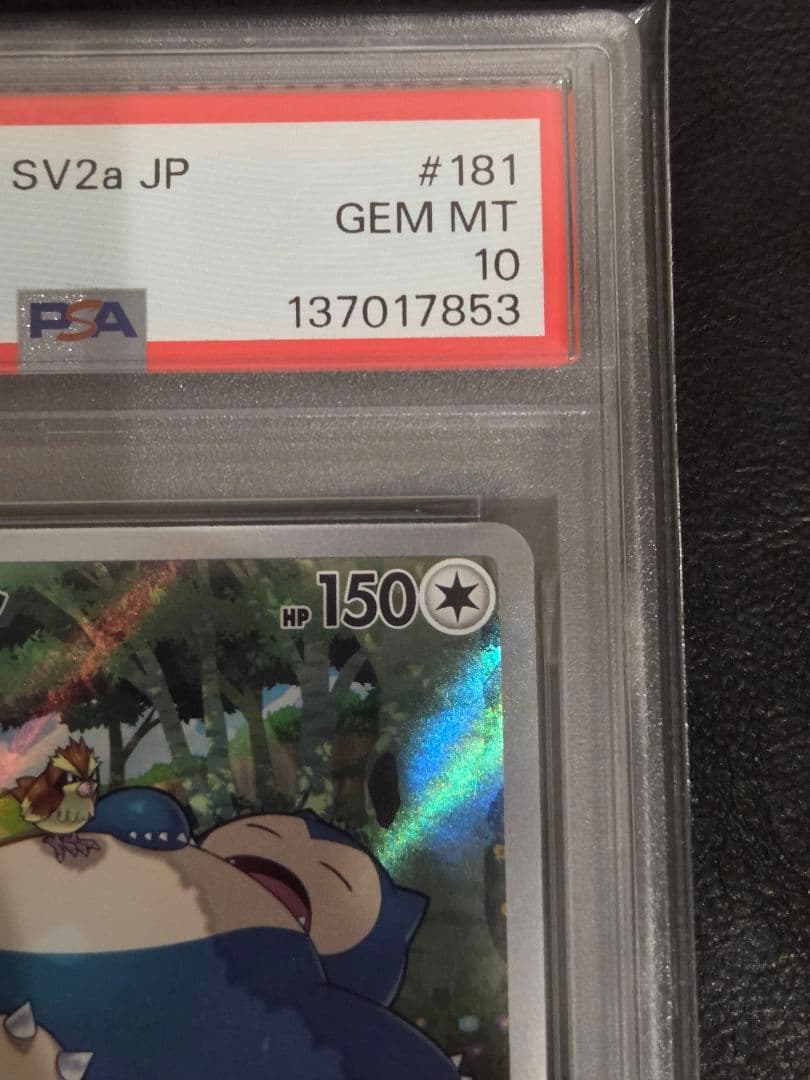 SV2a JP #181
GEM MT
10
PSA 137017853
HP 150